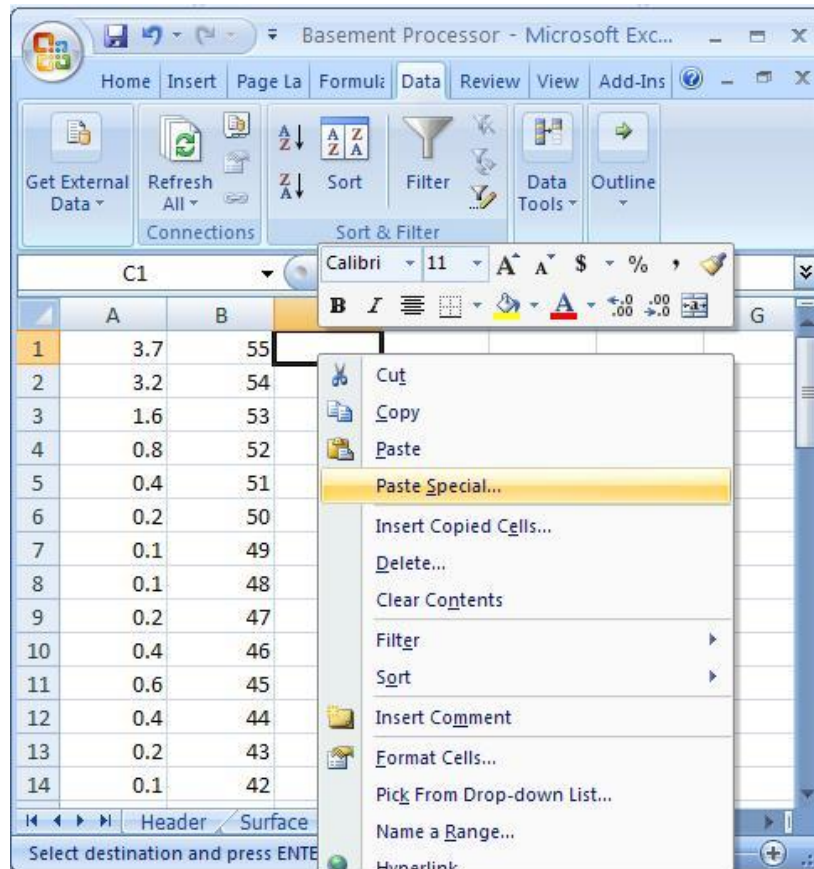 Basement Processor - Microsoft Exc...
Home Insert Page La Formula Data Review View Add-Ins
Get External Data
Refresh All
Sort
Filter
Data Tools
Outline
Connections
Sort & Filter
C1
Calibri 11 A A $ % ,
B I A .00 .0 .00 .0 a
A B G
1 3.7 55
2 3.2 54
3 1.6 53
4 0.8 52
5 0.4 51
6 0.2 50
7 0.1 49
8 0.1 48
9 0.2 47
10 0.4 46
11 0.6 45
12 0.4 44
13 0.2 43
14 0.1 42
Cut
Copy
Paste
Paste Special...
Insert Copied Cells...
Delete...
Clear Contents
Filter
Sort
Insert Comment
Format Cells...
Pick From Drop-down List...
Name a Range...
Hyperlink
Header Surface
Select destination and press ENTE